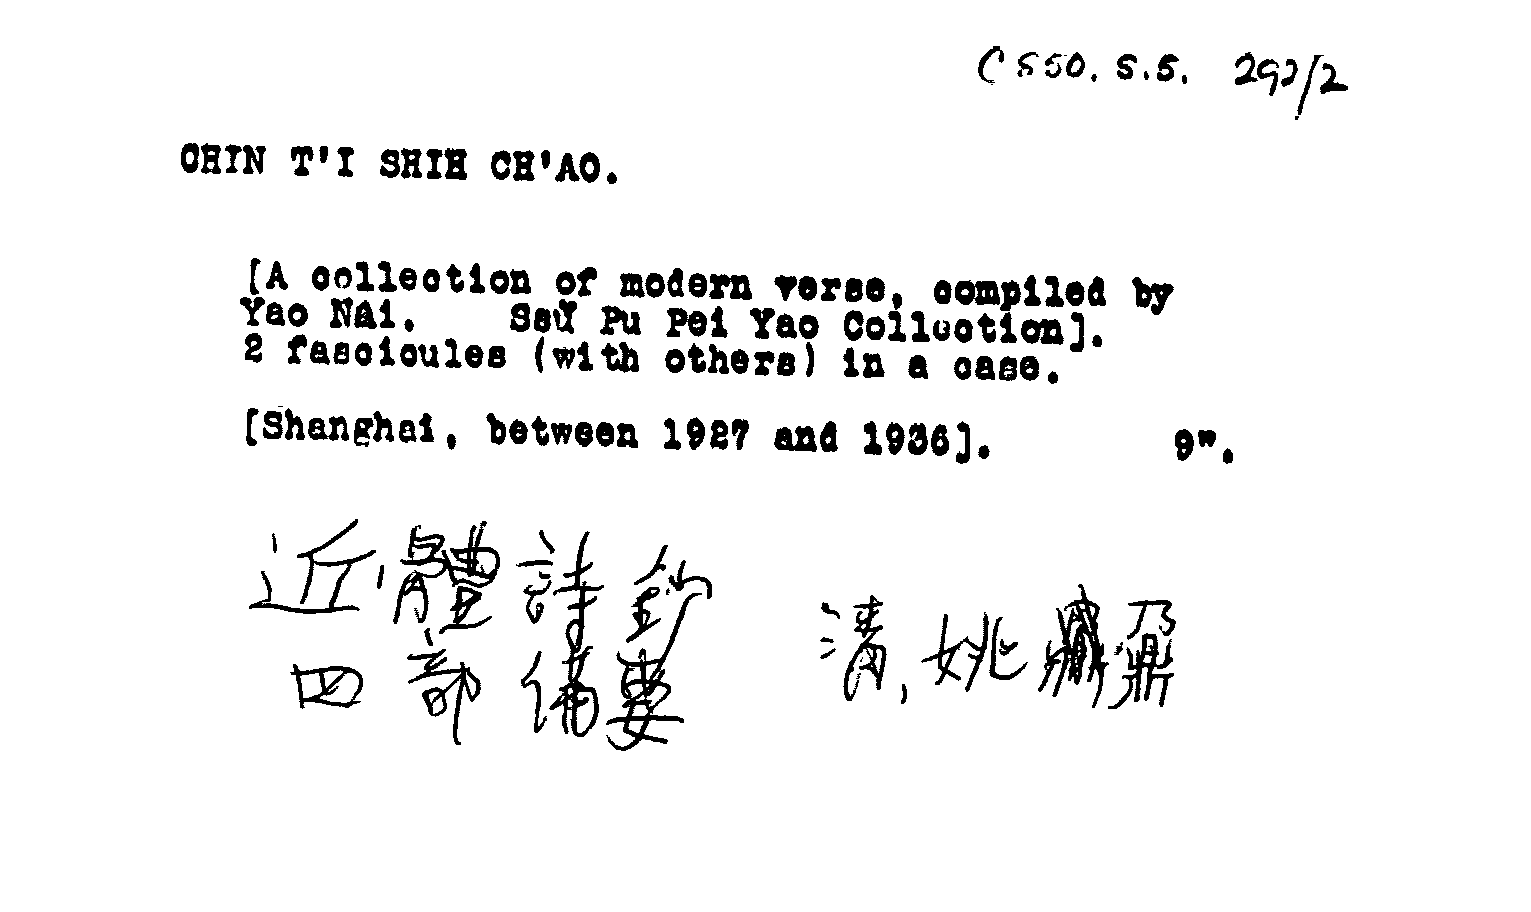 CS50. S.S. 292/2
CHIN T'I SHIH CH'AO.
[A collection of modern verse, compiled by
Yao Nai. Ssŭ Pu Pei Yao Collection].
2 fascicules (with others) in a case.
[Shanghai, between 1927 and 1936]. 9".
近體詩鈔
清,姚鼐
四部備要